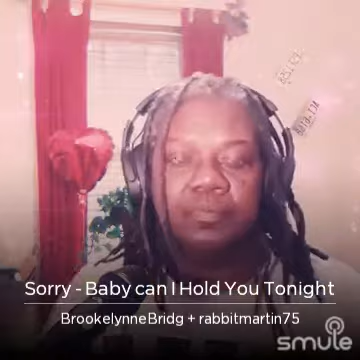 Sorry - Baby can I Hold You Tonight
BrookelynneBridg + rabbitmartin75
smule